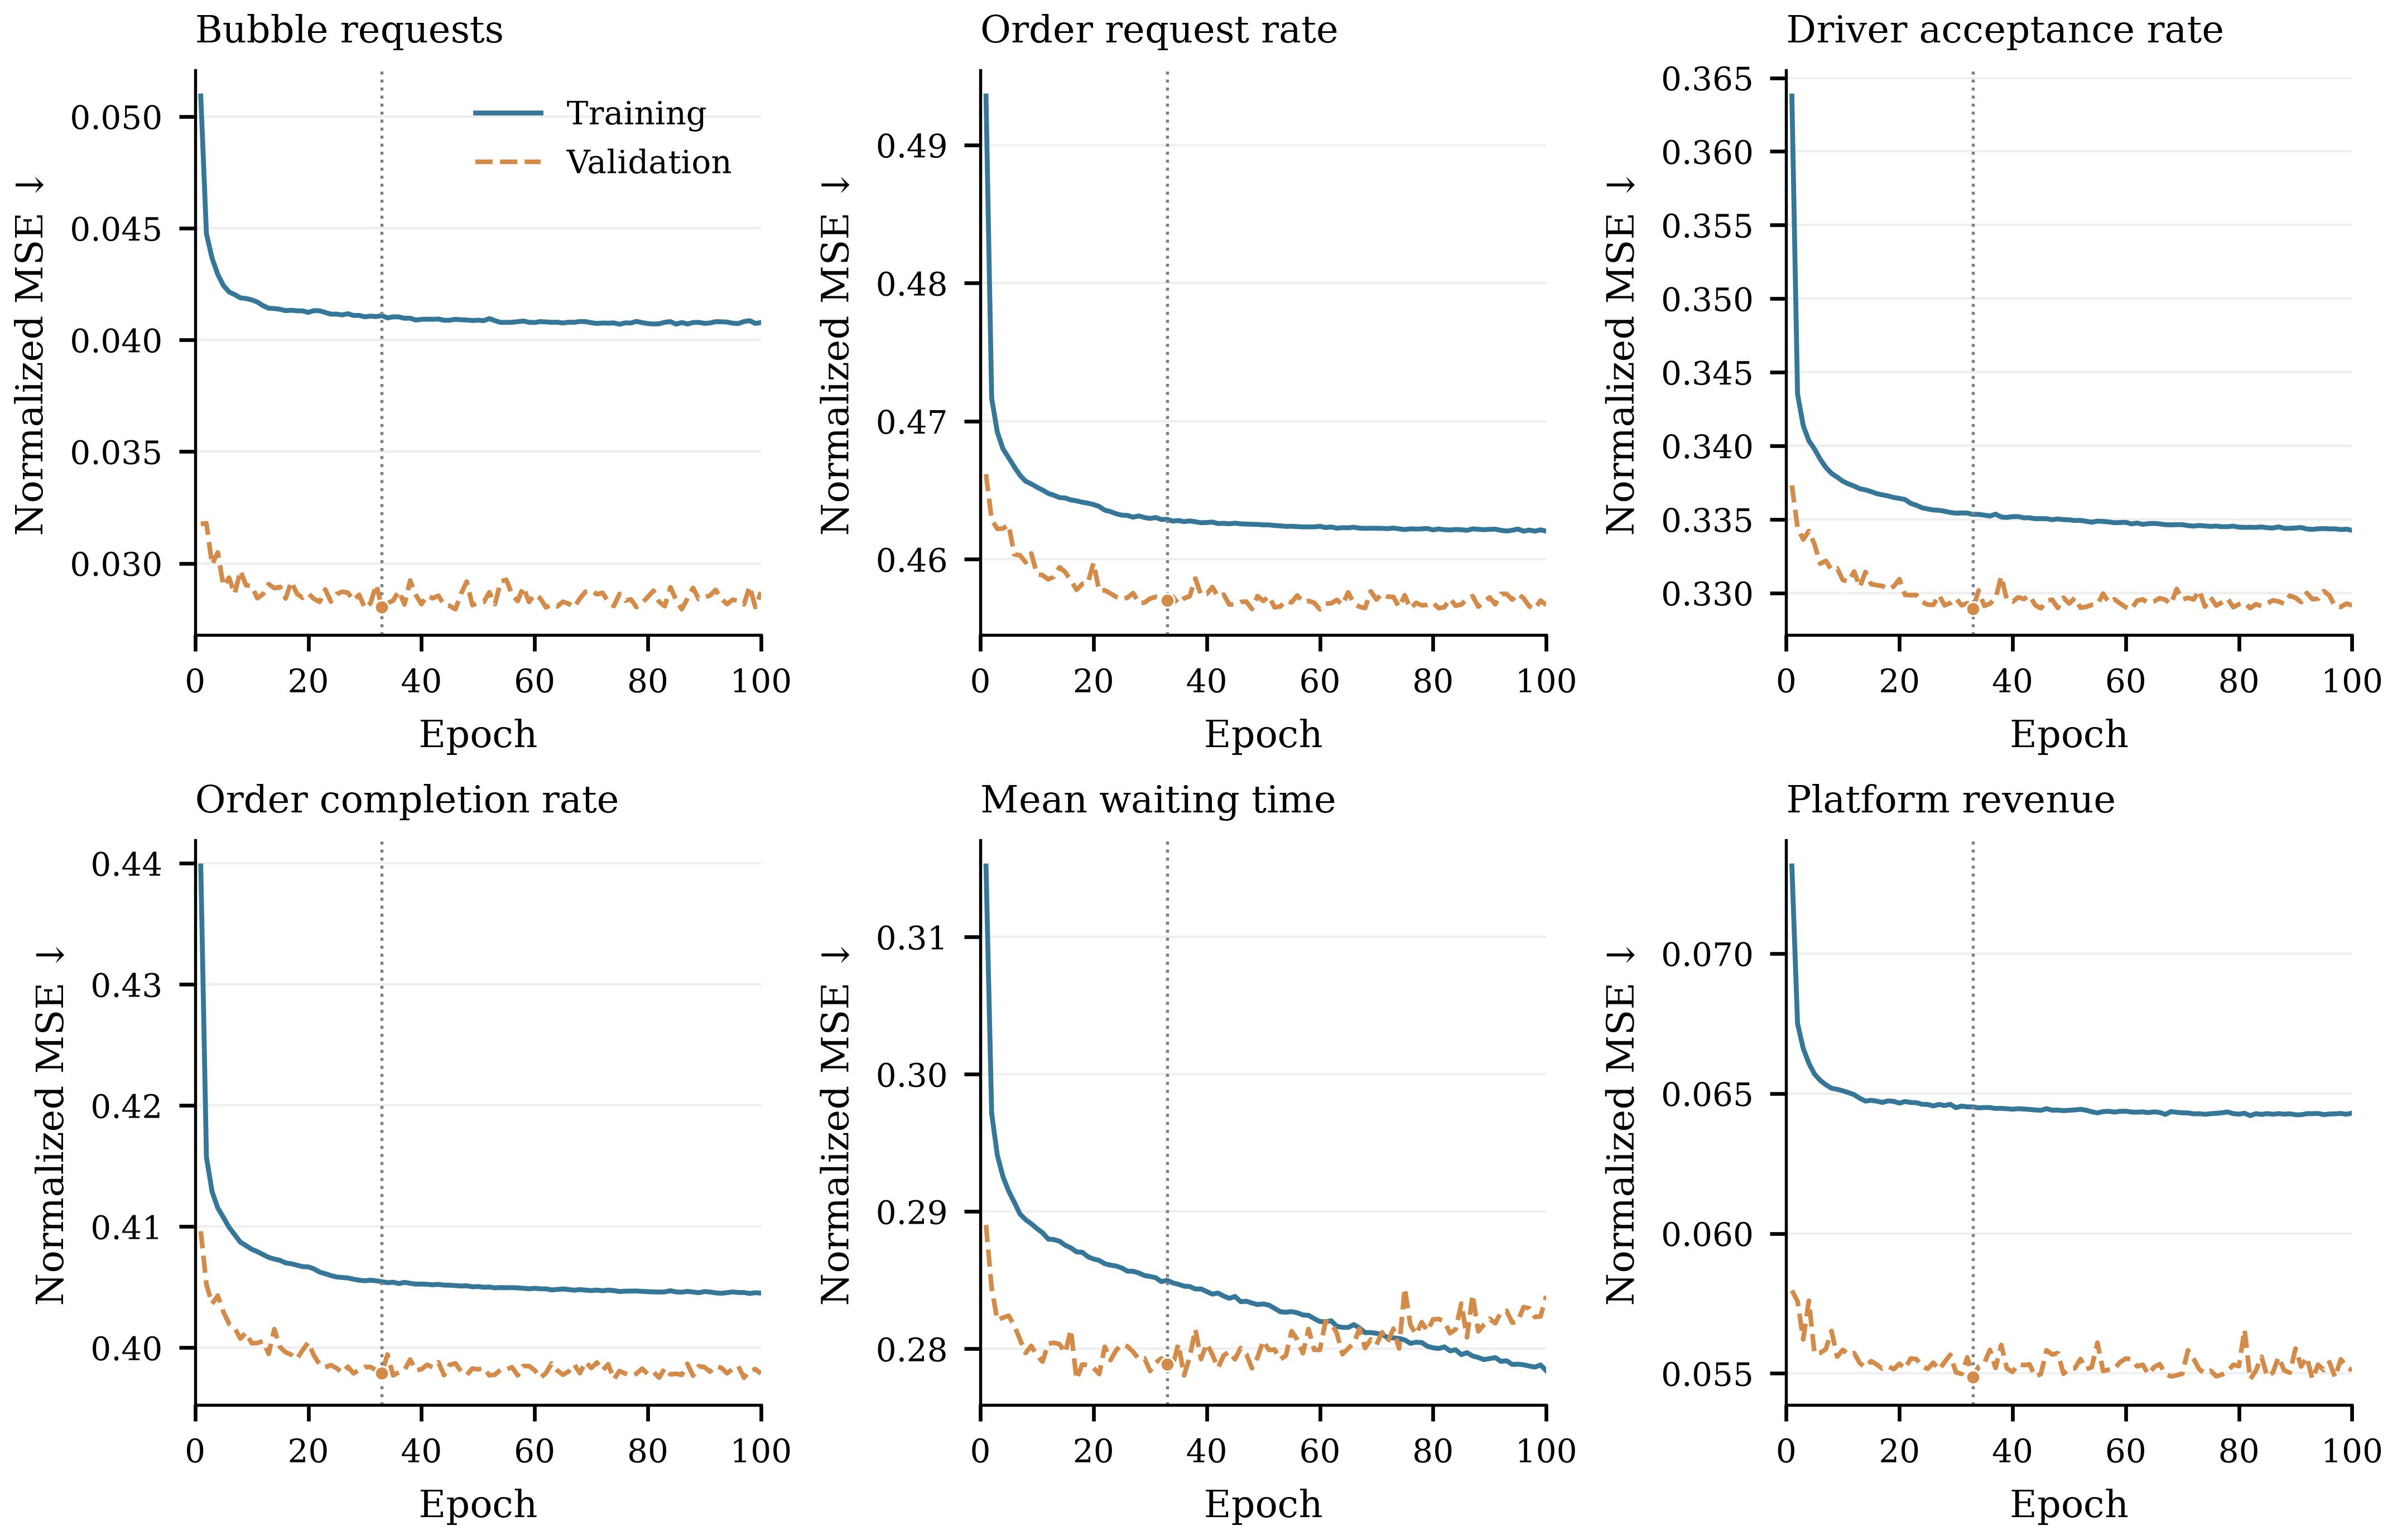 Bubble requests
Normalized MSE ↓
0.050
0.045
0.040
0.035
0.030
Training
Validation
0 20 40 60 80 100
Epoch
Order request rate
Normalized MSE ↓
0.49
0.48
0.47
0.46
0 20 40 60 80 100
Epoch
Driver acceptance rate
Normalized MSE ↓
0.365
0.360
0.355
0.350
0.345
0.340
0.335
0.330
0 20 40 60 80 100
Epoch
Order completion rate
Normalized MSE ↓
0.44
0.43
0.42
0.41
0.40
0 20 40 60 80 100
Epoch
Mean waiting time
Normalized MSE ↓
0.31
0.30
0.29
0.28
0 20 40 60 80 100
Epoch
Platform revenue
Normalized MSE ↓
0.070
0.065
0.060
0.055
0 20 40 60 80 100
Epoch